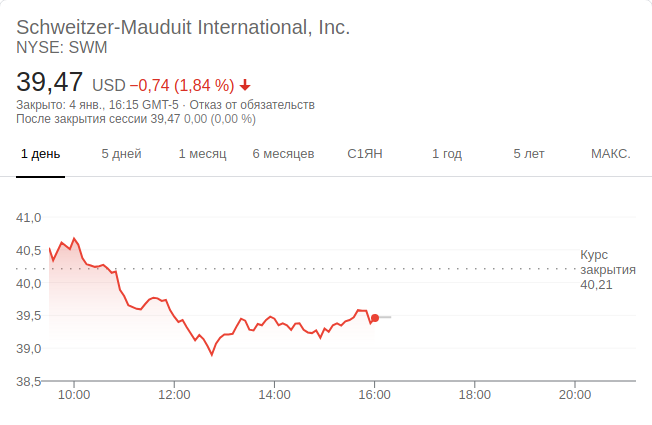 Schweitzer-Mauduit International, Inc.
NYSE: SWM
39,47 USD −0,74 (1,84 %)
Закрыто: 4 янв., 16:15 GMT-5 · Отказ от обязательств
После закрытия сессии 39,47 0,00 (0,00 %)
1 день 5 дней 1 месяц 6 месяцев С1ЯН 1 год 5 лет МАКС.
41,0
40,5
Курс
закрытия
40,21
40,0
39,5
39,0
38,5
10:00 12:00 14:00 16:00 18:00 20:00